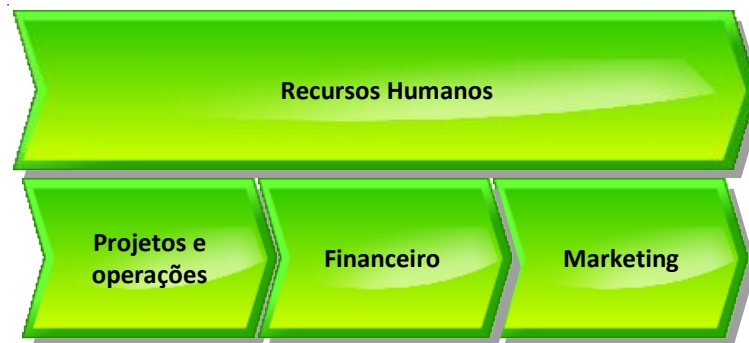 Recursos Humanos
Projetos e
operações
Financeiro
Marketing